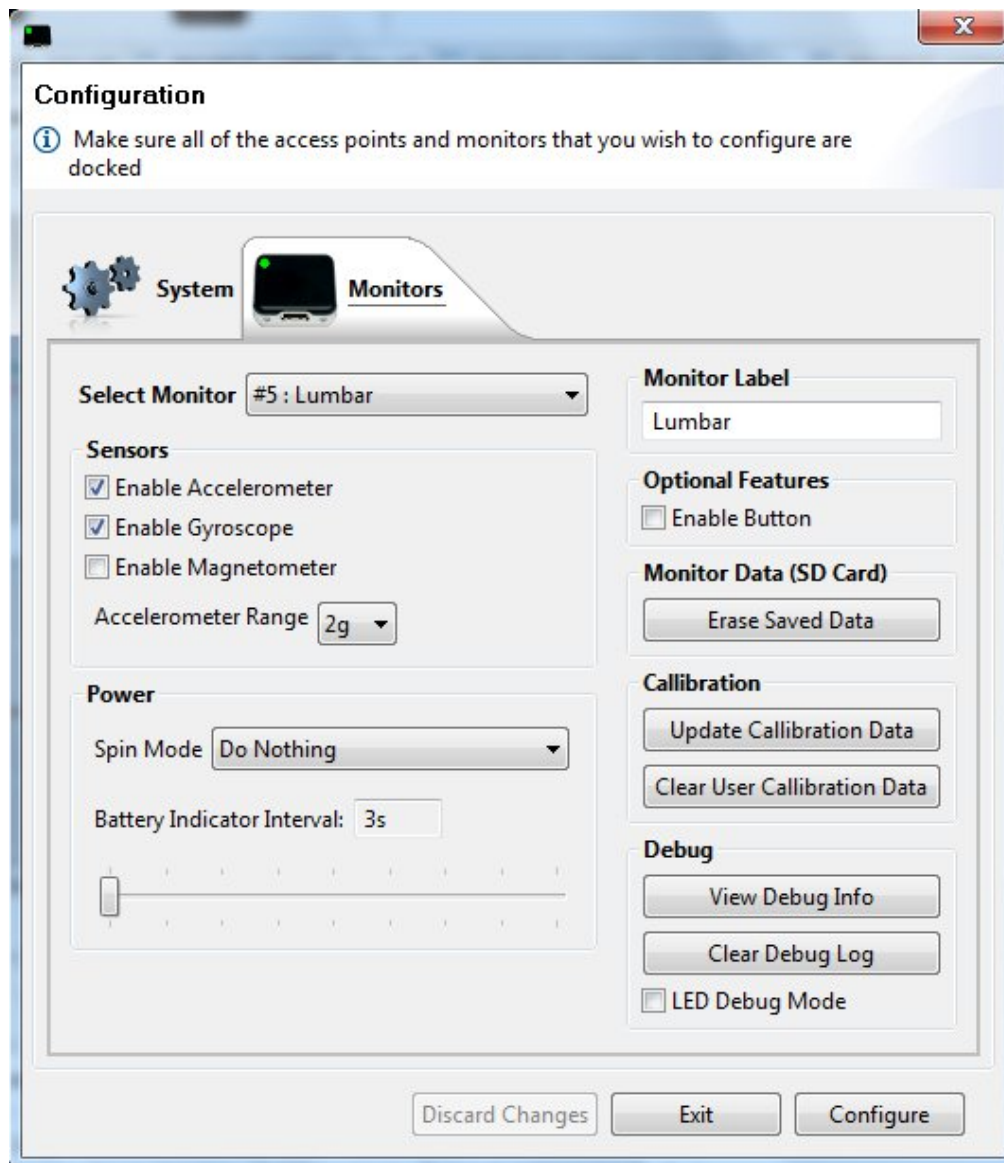 Configuration
Make sure all of the access points and monitors that you wish to configure are
docked
System
Monitors
Select Monitor #5 : Lumbar
Sensors
Enable Accelerometer
Enable Gyroscope
Enable Magnetometer
Accelerometer Range 2g
Power
Spin Mode Do Nothing
Battery Indicator Interval: 3s
Monitor Label
Lumbar
Optional Features
Enable Button
Monitor Data (SD Card)
Erase Saved Data
Callibration
Update Callibration Data
Clear User Callibration Data
Debug
View Debug Info
Clear Debug Log
LED Debug Mode
Discard Changes
Exit
Configure